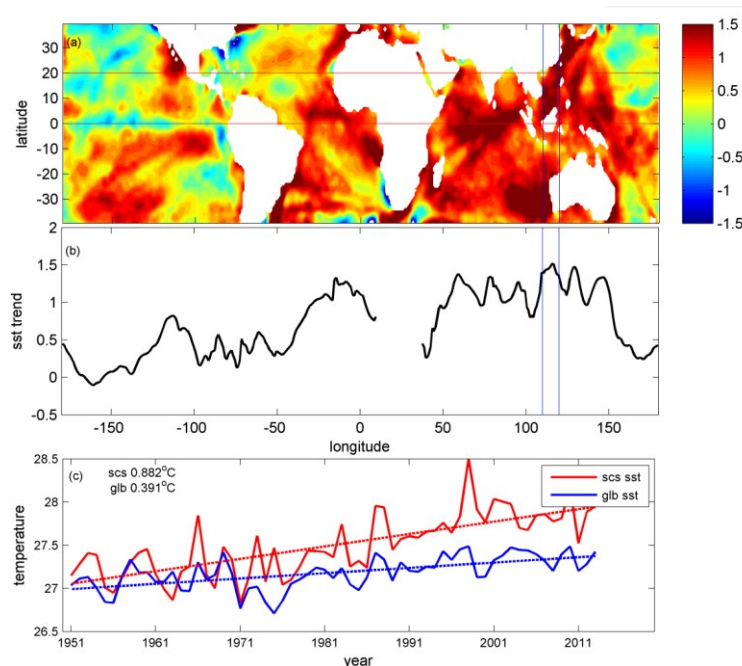 (a)
30
20
10
0
-10
-20
-30
latitude
1.5
1
0.5
0
-0.5
-1
-1.5
(b)
2
1.5
1
0.5
0
-0.5
sst trend
-150 -100 -50 0 50 100 150
longitude
(c)
scs 0.882°C
glb 0.391°C
scs sst
glb sst
28.5
28
27.5
27
26.5
temperature
1951 1961 1971 1981 1991 2001 2011
year